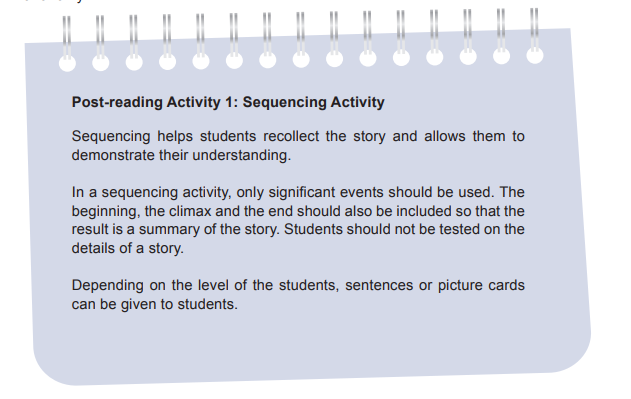 Post-reading Activity 1: Sequencing Activity
Sequencing helps students recollect the story and allows them to
demonstrate their understanding.
In a sequencing activity, only significant events should be used. The
beginning, the climax and the end should also be included so that the
result is a summary of the story. Students should not be tested on the
details of a story.
Depending on the level of the students, sentences or picture cards
can be given to students.